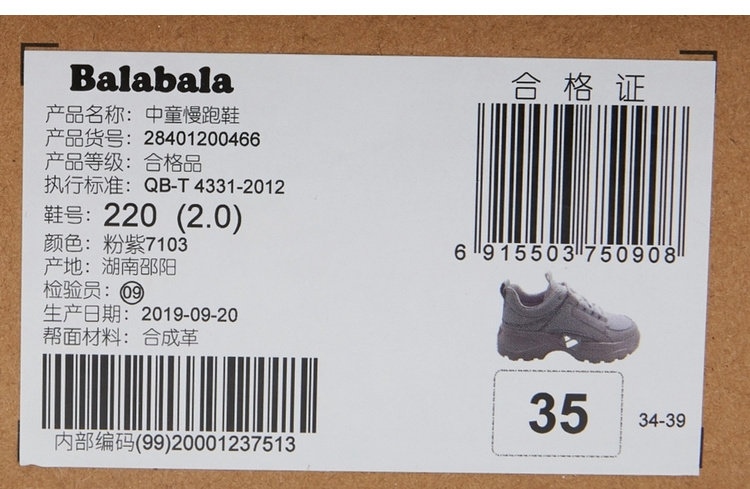 Balabala
产品名称：中童慢跑鞋
产品货号：28401200466
产品等级：合格品
执行标准：QB-T 4331-2012
鞋号：220 (2.0)
颜色：粉紫7103
产地：湖南邵阳
检验员：09
生产日期：2019-09-20
帮面材料：合成革
内部编码(99)20001237513
合格证
6 915503 750908
35
34-39